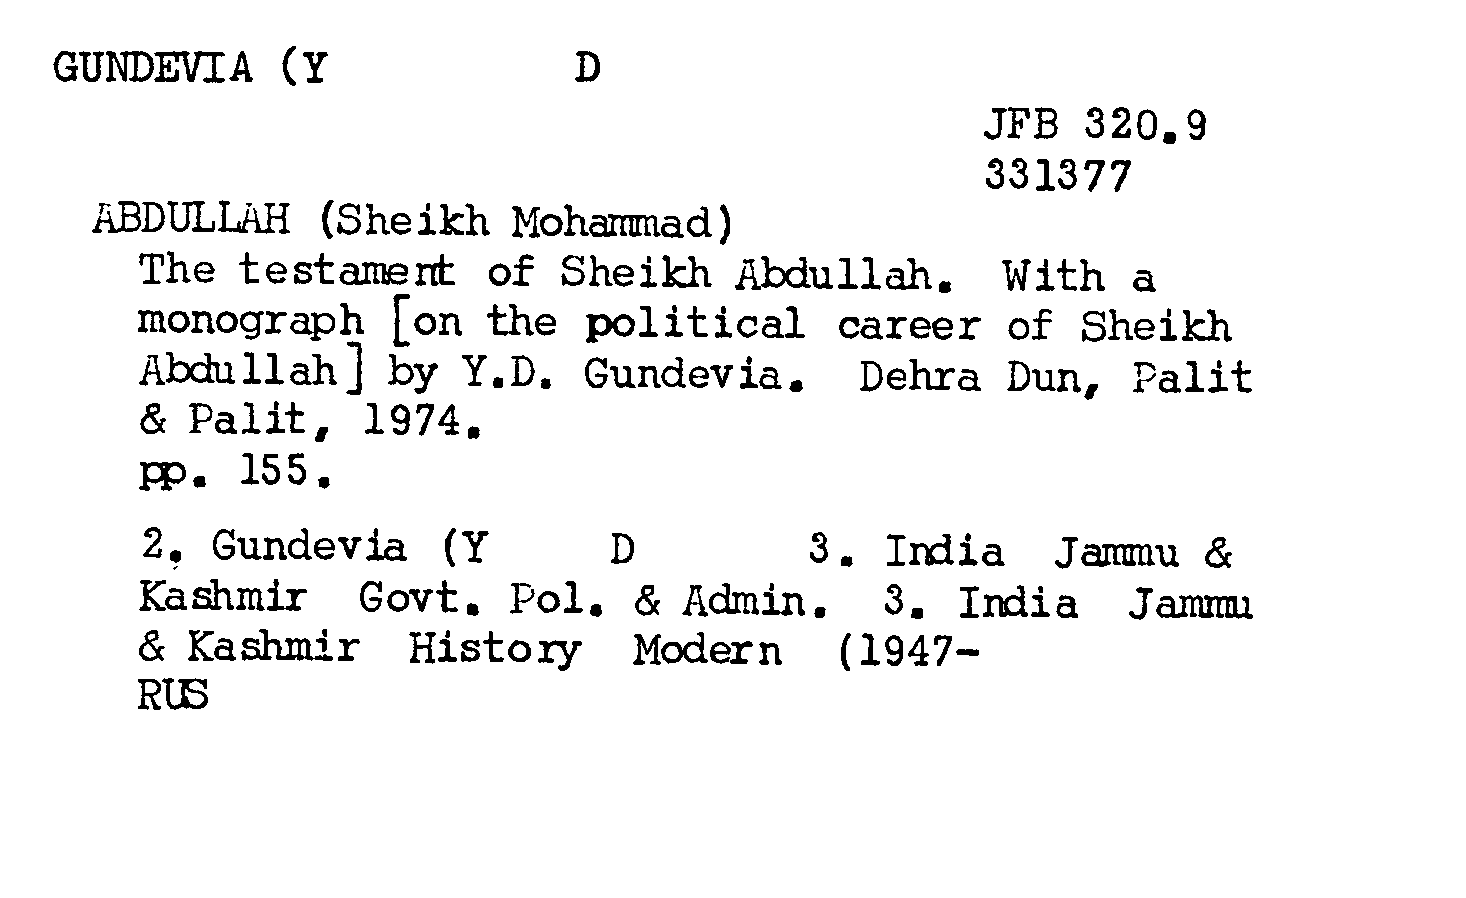 GUNDEVIA (Y D
JFB 320.9
331377
ABDULLAH (Sheikh Mohammad)
The testament of Sheikh Abdullah. With a
monograph [on the political career of Sheikh
Abdullah] by Y.D. Gundevia. Dehra Dun, Palit
& Palit, 1974.
pp. 155.
2. Gundevia (Y D 3. India Jammu &
Kashmir Govt. Pol. & Admin. 3. India Jammu
& Kashmir History Modern (1947-
RUS